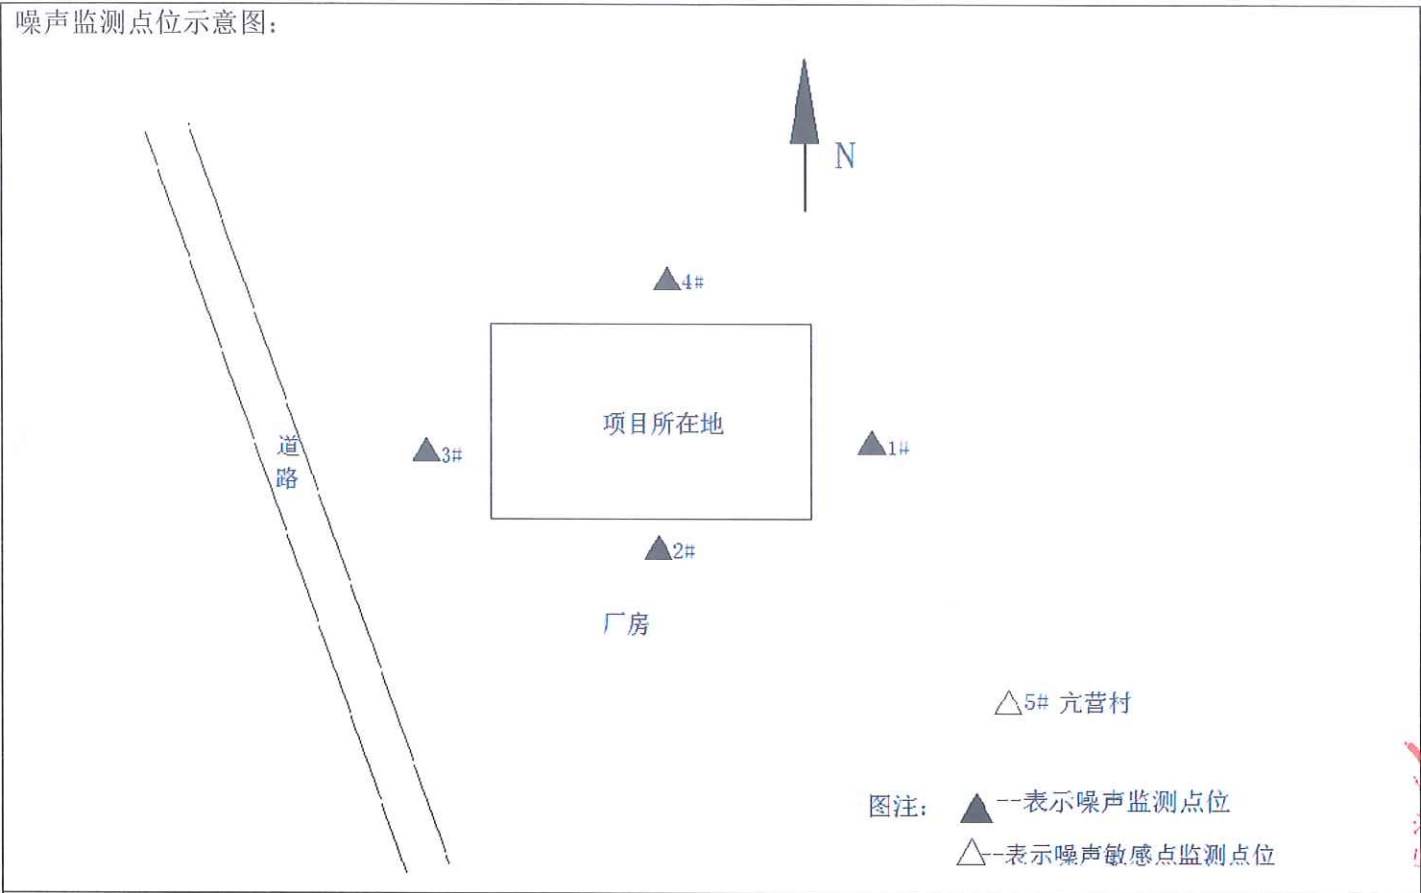 噪声监测点位示意图：
N
4#
项目所在地
道
路
3#
1#
2#
厂房
5# 亢营村
图注： --表示噪声监测点位
--表示噪声敏感点监测点位